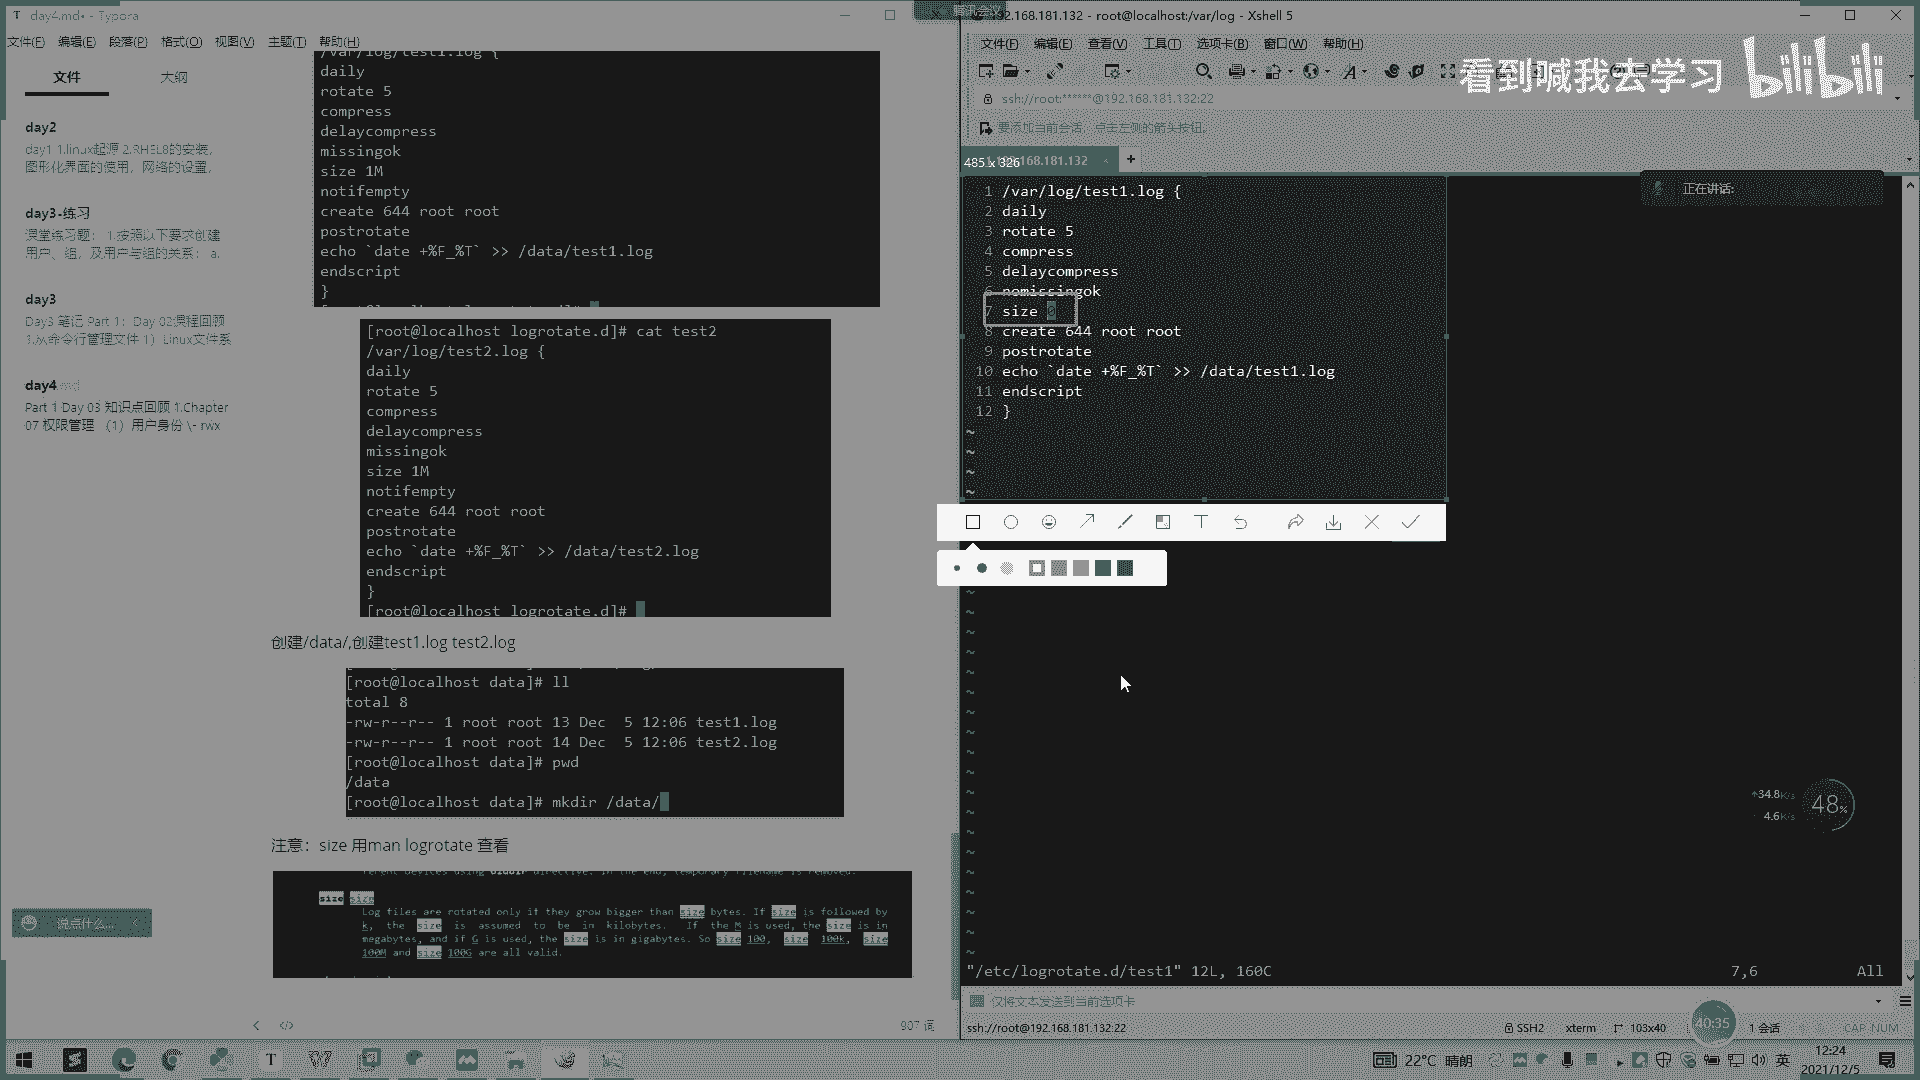 day4.md• - Typora
文件(F) 编辑(E) 段落(P) 格式(O) 视图(V) 主题(T) 帮助(H)
文件 大纲
day2
day1 1.linux起源 2.RHEL8的安装,
图形化界面的使用, 网络的设置,
day3-练习
课堂练习题: 1.按照以下要求创建
用户、组, 及用户与组的关系: a.
day3
Day3 笔记 Part 1: Day 02课程回顾
1.从命令行管理文件 1) Linux文件系
day4.md
Part 1 Day 03 知识点回顾 1.Chapter
07 权限管理 （1）用户身份 \- rwx
说点什么...
/var/log/test1.log {
daily
rotate 5
compress
delaycompress
missingok
size 1M
notifempty
create 644 root root
postrotate
echo `date +%F_%T` >> /data/test1.log
endscript
}
[root@localhost logrotate.d]# cat test2
/var/log/test2.log {
daily
rotate 5
compress
delaycompress
missingok
size 1M
notifempty
create 644 root root
postrotate
echo `date +%F_%T` >> /data/test2.log
endscript
}
[root@localhost logrotate.d]#
创建/data/,创建test1.log test2.log
[root@localhost data]# ll
total 8
-rw-r--r-- 1 root root 13 Dec 5 12:06 test1.log
-rw-r--r-- 1 root root 14 Dec 5 12:06 test2.log
[root@localhost data]# pwd
/data
[root@localhost data]# mkdir /data/
注意: size 用man logrotate 查看
size size
Log files are rotated only if they grow bigger than size bytes. If size is followed by
k, the size is assumed to be in kilobytes. If the M is used, the size is in
megabytes, and if G is used, the size is in gigabytes. So size 100, size 100k, size
100M and size 100G are all valid.
907 词
腾讯会议
192.168.181.132 - root@localhost:/var/log - Xshell 5
文件(F) 编辑(E) 查看(V) 工具(T) 选项卡(B) 窗口(W) 帮助(H)
看到喊我去学习 bilibili
ssh://root:******@192.168.181.132:22
要添加当前会话, 点击左侧的箭头按钮。
485 x 326
168.181.132
正在讲话:
1 /var/log/test1.log {
2 daily
3 rotate 5
4 compress
5 delaycompress
6 nomissingok
7 size 0
8 create 644 root root
9 postrotate
10 echo `date +%F_%T` >> /data/test1.log
11 endscript
12 }
"/etc/logrotate.d/test1" 12L, 160C 7,6 All
↑34.8K/s
4.6K/s
48%
仅将文本发送到当前选项卡
ssh://root@192.168.181.132:22 SSH2 xterm 103x40 40:35 1 会话 CAP NUM
22°C 晴朗 英 12:24
2021/12/5